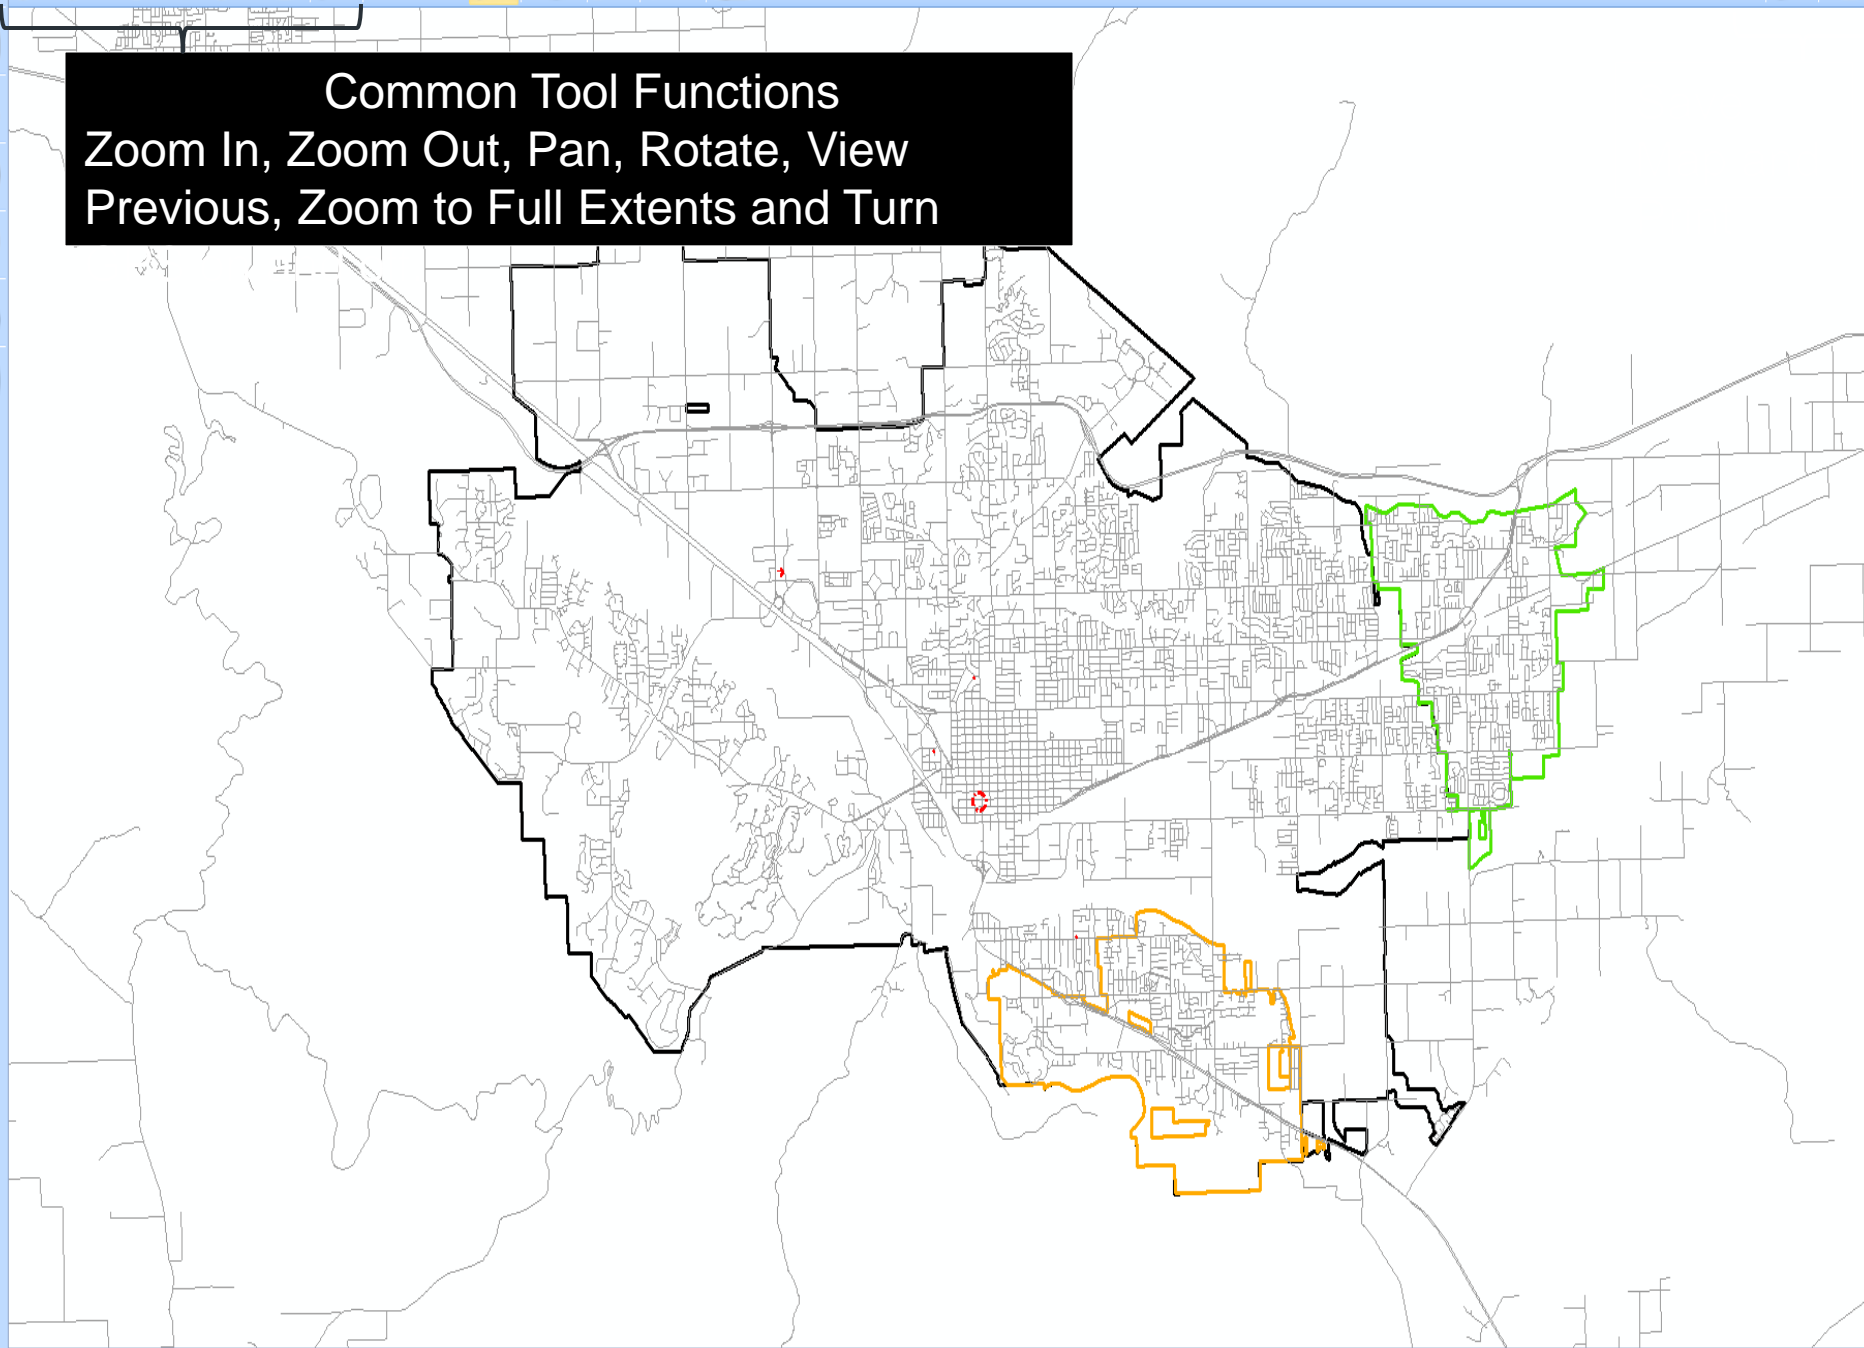 Common Tool Functions
Zoom In, Zoom Out, Pan, Rotate, View
Previous, Zoom to Full Extents and Turn